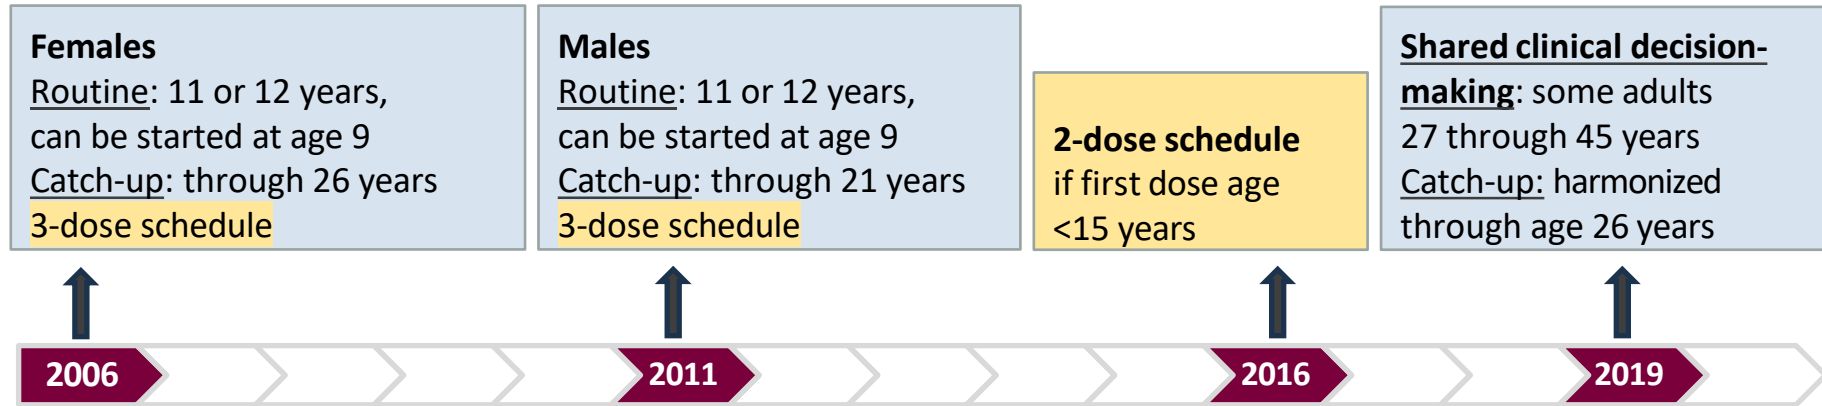 Females
Routine: 11 or 12 years,
can be started at age 9
Catch-up: through 26 years
3-dose schedule
Males
Routine: 11 or 12 years,
can be started at age 9
Catch-up: through 21 years
3-dose schedule
2-dose schedule
if first dose age
<15 years
Shared clinical decision-
making: some adults
27 through 45 years
Catch-up: harmonized
through age 26 years
2006
2011
2016
2019